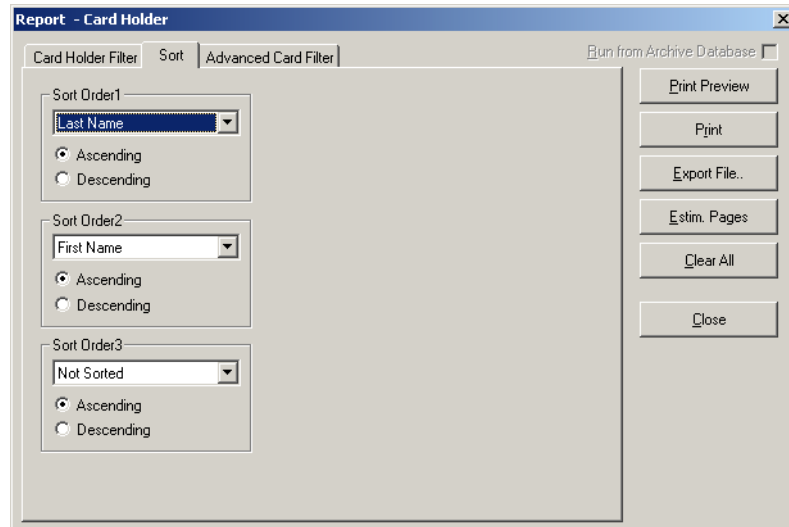 Report - Card Holder
Card Holder Filter Sort Advanced Card Filter
Run from Archive Database
Sort Order1
Last Name
Ascending
Descending
Sort Order2
First Name
Ascending
Descending
Sort Order3
Not Sorted
Ascending
Descending
Print Preview
Print
Export File..
Estim. Pages
Clear All
Close